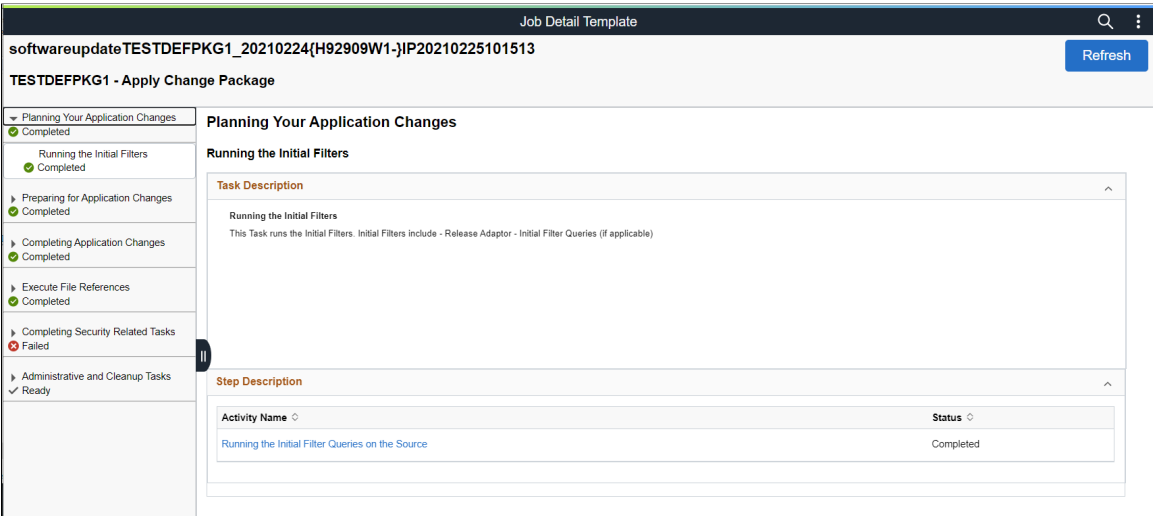 Job Detail Template
softwareupdateTESTDEFPKG1_20210224{H92909W1-}IP20210225101513
Refresh
TESTDEFPKG1 - Apply Change Package
Planning Your Application Changes
Completed
Running the Initial Filters
Completed
Preparing for Application Changes
Completed
Completing Application Changes
Completed
Execute File References
Completed
Completing Security Related Tasks
Failed
Administrative and Cleanup Tasks
Ready
Planning Your Application Changes
Running the Initial Filters
Task Description
Running the Initial Filters
This Task runs the Initial Filters. Initial Filters include - Release Adaptor - Initial Filter Queries (if applicable)
Step Description
Activity Name Status
Running the Initial Filter Queries on the Source Completed